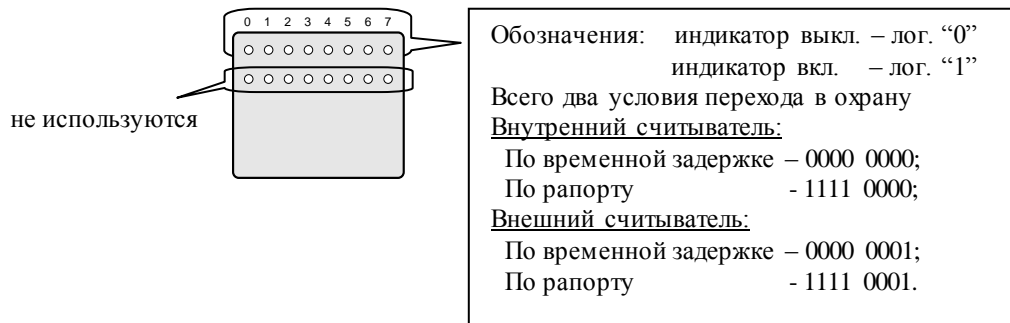 0 1 2 3 4 5 6 7
не используются
Обозначения: индикатор выкл. – лог. “0”
индикатор вкл. – лог. “1”
Всего два условия перехода в охрану
Внутренний считыватель:
По временной задержке – 0000 0000;
По рапорту - 1111 0000;
Внешний считыватель:
По временной задержке – 0000 0001;
По рапорту - 1111 0001.